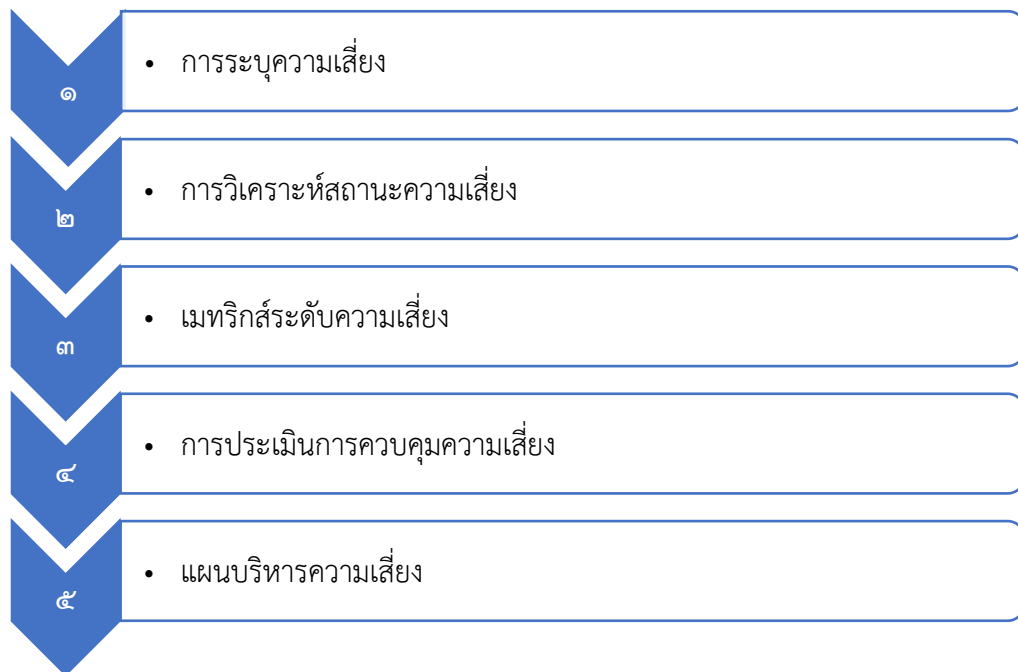 ๑
• การระบุความเสี่ยง
๒
• การวิเคราะห์สถานะความเสี่ยง
๓
• เมทริกส์ระดับความเสี่ยง
๔
• การประเมินการควบคุมความเสี่ยง
๕
• แผนบริหารความเสี่ยง